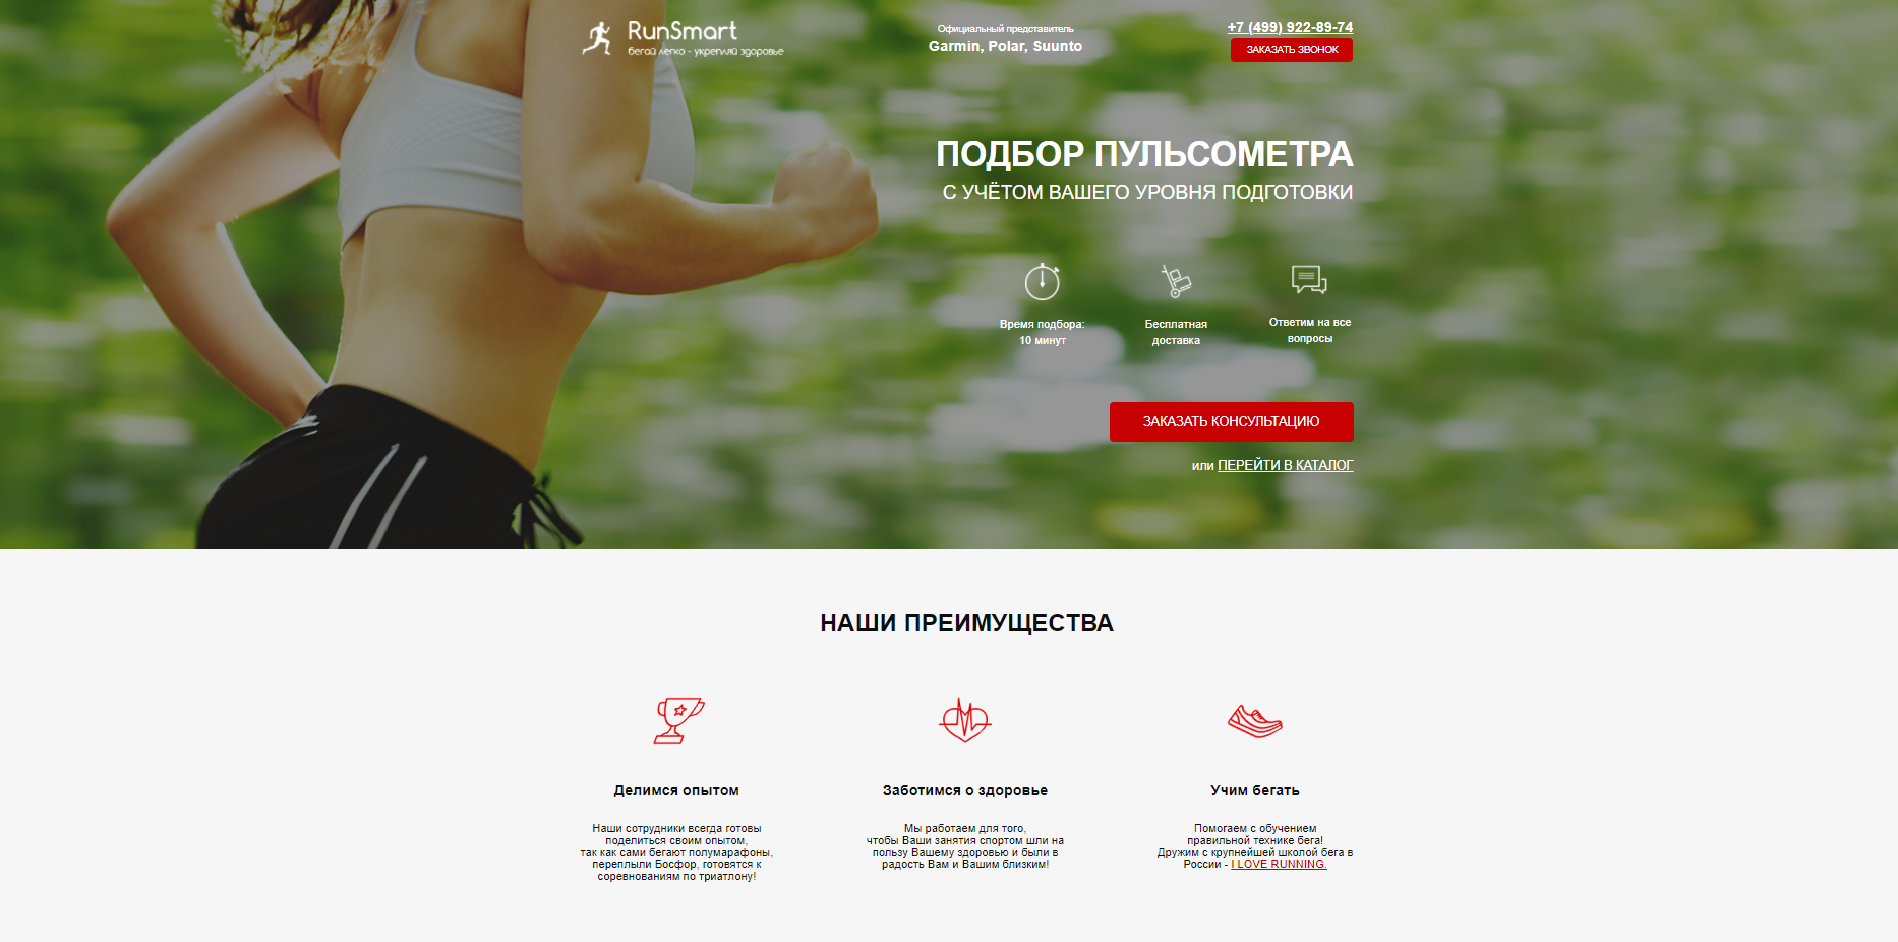 RunSmart
бегай легко - укрепляй здоровье
Официальный представитель
Garmin, Polar, Suunto
+7 (499) 922-89-74
ЗАКАЗАТЬ ЗВОНОК
ПОДБОР ПУЛЬСОМЕТРА
С УЧЁТОМ ВАШЕГО УРОВНЯ ПОДГОТОВКИ
Время подбора:
10 минут
Бесплатная
доставка
Ответим на все
вопросы
ЗАКАЗАТЬ КОНСУЛЬТАЦИЮ
или ПЕРЕЙТИ В КАТАЛОГ
НАШИ ПРЕИМУЩЕСТВА
Делимся опытом
Наши сотрудники всегда готовы
поделиться своим опытом,
так как сами бегают полумарафоны,
переплыли Босфор, готовятся к
соревнованиям по триатлону!
Заботимся о здоровье
Мы работаем для того,
чтобы Ваши занятия спортом шли на
пользу Вашему здоровью и были в
радость Вам и Вашим близким!
Учим бегать
Помогаем с обучением
правильной технике бега!
Дружим с крупнейшей школой бега в
России - I LOVE RUNNING.